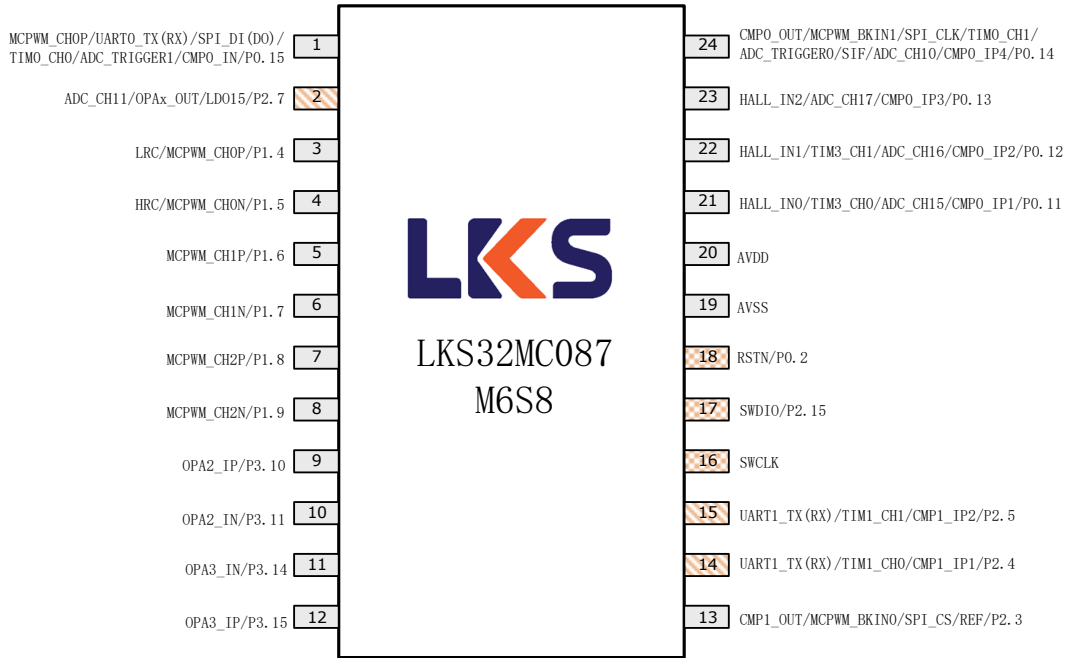 MCPWM_CH0P/UART0_TX(RX)/SPI_DI(DO)/
TIM0_CH0/ADC_TRIGGER1/CMP0_IN/P0.15
1
ADC_CH11/OPAx_OUT/LDO15/P2.7
2
LRC/MCPWM_CH0P/P1.4
3
HRC/MCPWM_CH0N/P1.5
4
MCPWM_CH1P/P1.6
5
MCPWM_CH1N/P1.7
6
MCPWM_CH2P/P1.8
7
MCPWM_CH2N/P1.9
8
OPA2_IP/P3.10
9
OPA2_IN/P3.11
10
OPA3_IN/P3.14
11
OPA3_IP/P3.15
12
LKS
LKS32MC087
M6S8
24
CMP0_OUT/MCPWM_BKIN1/SPI_CLK/TIM0_CH1/
ADC_TRIGGER0/SIF/ADC_CH10/CMP0_IP4/P0.14
23
HALL_IN2/ADC_CH17/CMP0_IP3/P0.13
22
HALL_IN1/TIM3_CH1/ADC_CH16/CMP0_IP2/P0.12
21
HALL_IN0/TIM3_CH0/ADC_CH15/CMP0_IP1/P0.11
20
AVDD
19
AVSS
18
RSTN/P0.2
17
SWDIO/P2.15
16
SWCLK
15
UART1_TX(RX)/TIM1_CH1/CMP1_IP2/P2.5
14
UART1_TX(RX)/TIM1_CH0/CMP1_IP1/P2.4
13
CMP1_OUT/MCPWM_BKIN0/SPI_CS/REF/P2.3